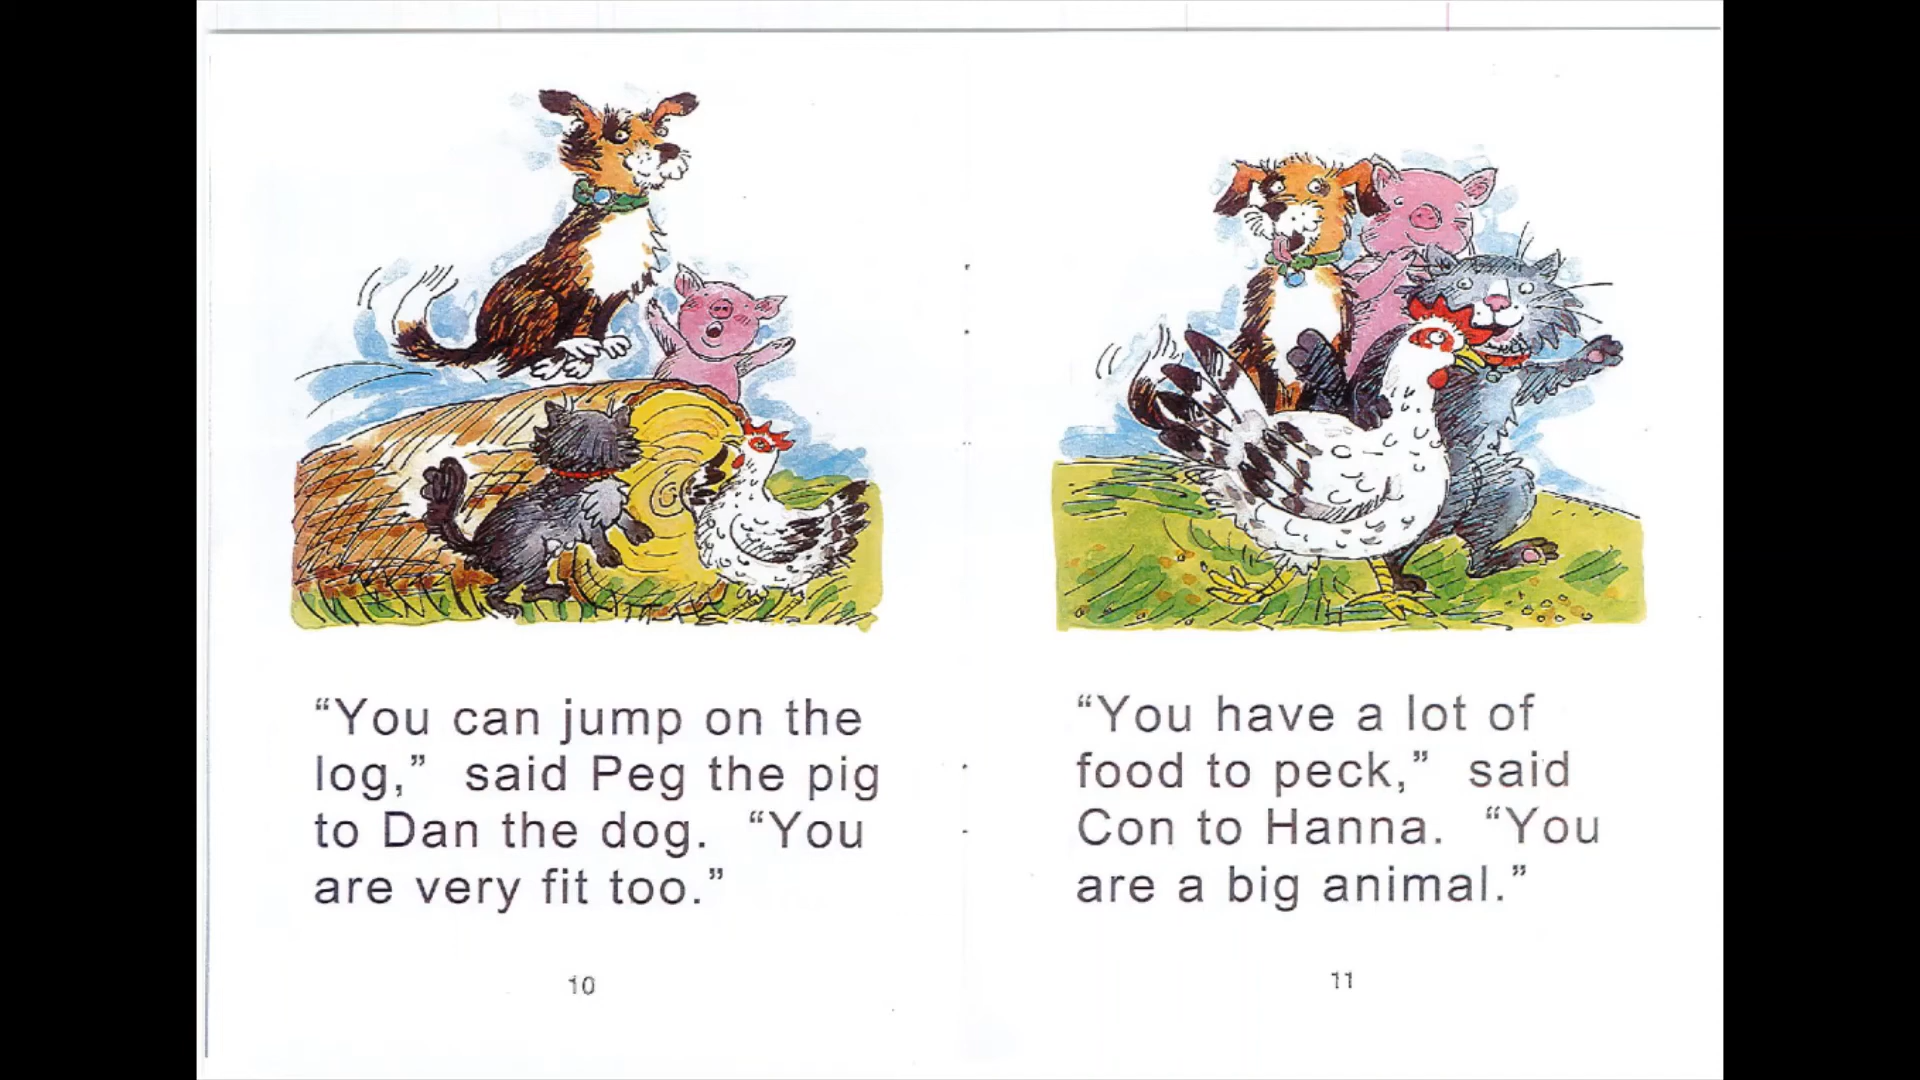 “You can jump on the
log,” said Peg the pig
to Dan the dog. “You
are very fit too.”
10
“You have a lot of
food to peck,” said
Con to Hanna. “You
are a big animal.”
11